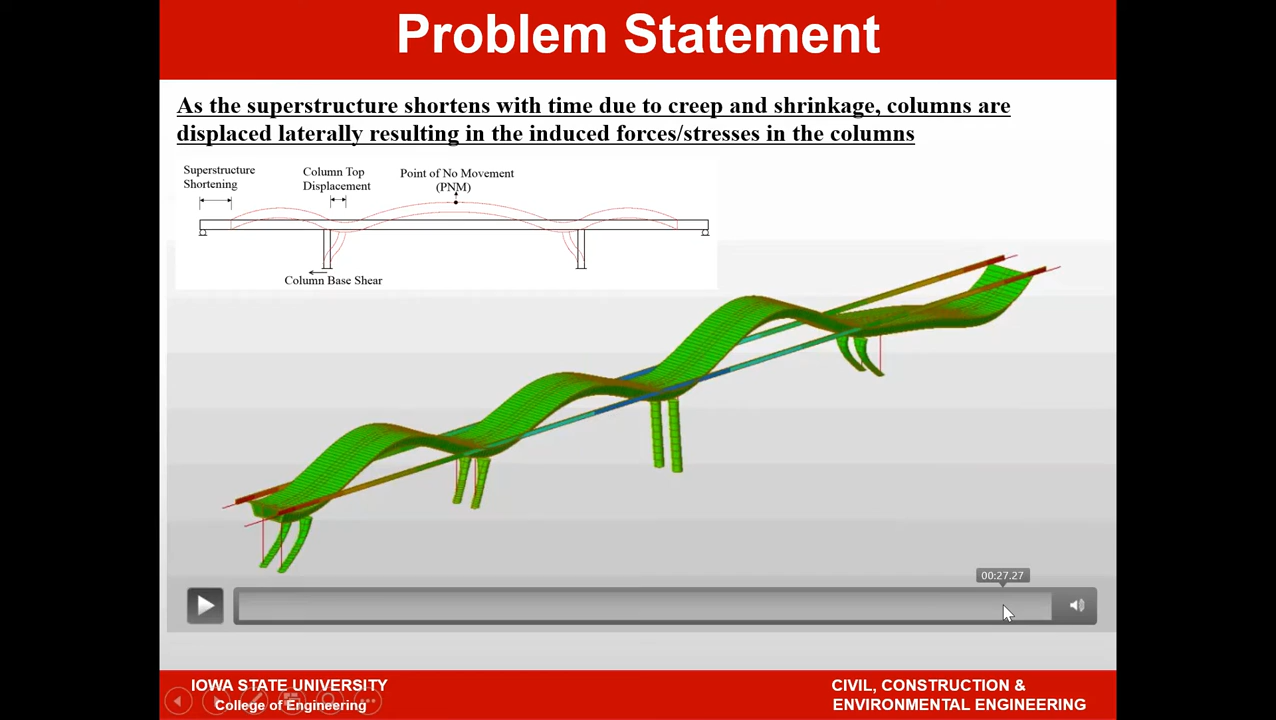 Problem Statement
As the superstructure shortens with time due to creep and shrinkage, columns are
displaced laterally resulting in the induced forces/stresses in the columns
Superstructure
Shortening
Column Top
Displacement
Point of No Movement
(PNM)
Column Base Shear
00:27.27
IOWA STATE UNIVERSITY
College of Engineering
CIVIL, CONSTRUCTION &
ENVIRONMENTAL ENGINEERING